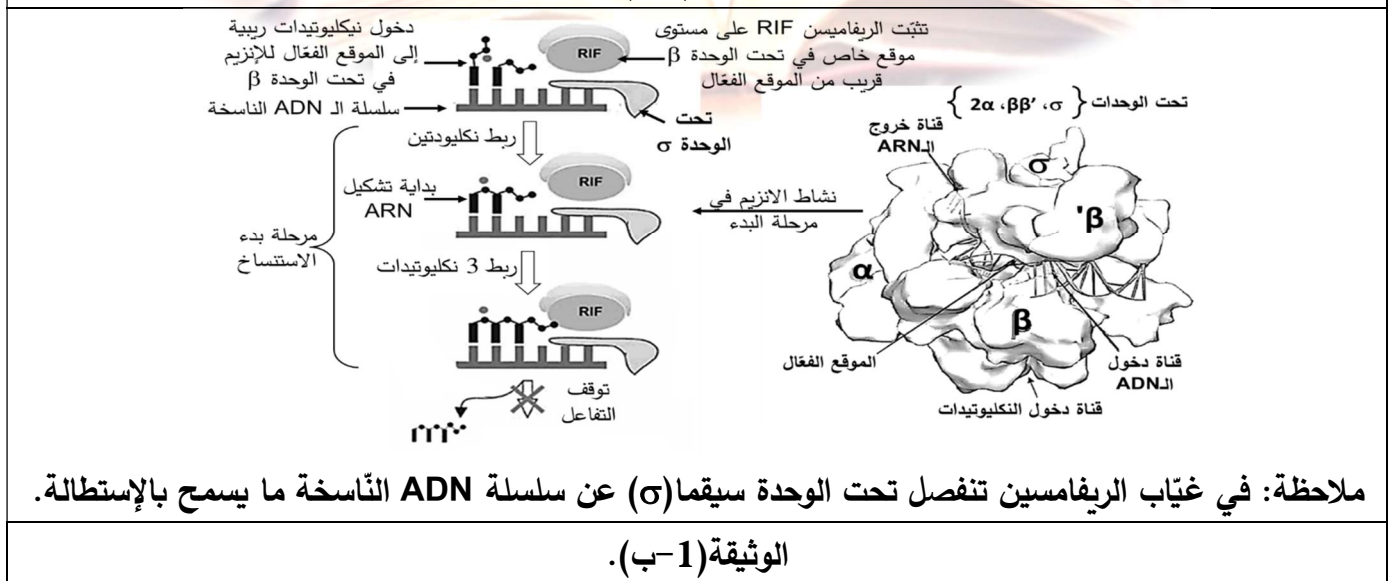 دخول نيكليوتيدات ريبية
إلى الموقع الفعّال للإنزيم
في تحت الوحدة β
سلسلة الـ ADN الناسخة
RIF
تثبّت الريفاميسن RIF على مستوى
موقع خاص في تحت الوحدة β
قريب من الموقع الفعّال
تحت
الوحدة σ
ربط نكليودتين
RIF
بداية تشكيل
ARN
مرحلة بدء
الاستنساخ
ربط 3 نكليوتيدات
RIF
توقف
التفاعل
نشاط الانزيم في
مرحلة البدء
تحت الوحدات { 2α ،ββ' ،σ }
قناة خروج
الـARN
σ
'β
α
β
الموقع الفعّال
قناة دخول
الـADN
قناة دخول النكليوتيدات
ملاحظة: في غيّاب الريفامسين تنفصل تحت الوحدة سيقما(σ) عن سلسلة ADN النّاسخة ما يسمح بالإستطالة.
الوثيقة(1-ب).